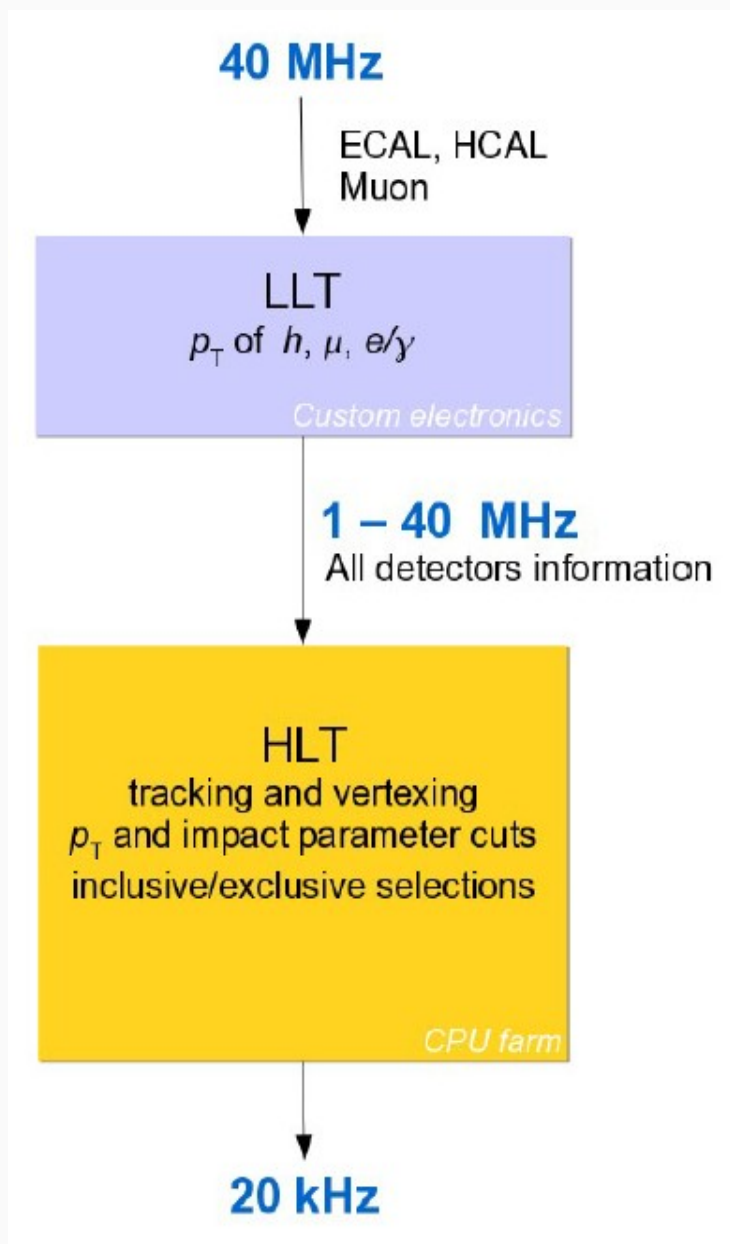 40 MHz
ECAL, HCAL
Muon
LLT
pT of h, μ, e/γ
Custom electronics
1 – 40 MHz
All detectors information
HLT
tracking and vertexing
pT and impact parameter cuts
inclusive/exclusive selections
CPU farm
20 kHz